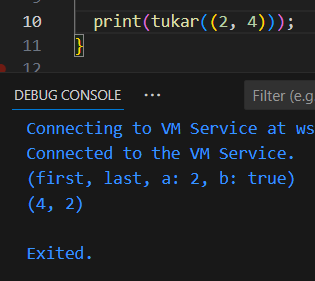 10 print(tukar((2, 4)));
11 }
12
DEBUG CONSOLE ... Filter (e.g
Connecting to VM Service at ws
Connected to the VM Service.
(first, last, a: 2, b: true)
(4, 2)
Exited.